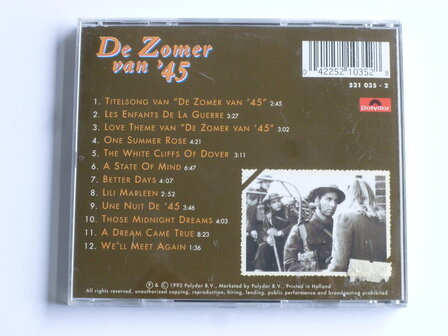 De Zomer
van '45
0 42252 10352 8
521 035 - 2
Polydor
1. Titelsong van "De Zomer van '45" 2:45
2. Les Enfants De La Guerre 3:27
3. Love Theme van "De Zomer van '45" 3:02
4. One Summer Rose 4:21
5. The White Cliffs Of Dover 3:11
6. A State Of Mind 6:47
7. Better Days 4:07
8. Lili Marleen 2:52
9. Une Nuit De '45 3:06
10. Those Midnight Dreams 4:03
11. A Dream Came True 8:23
12. We'll Meet Again 1:36
℗ & © 1993 Polydor B.V., Marketed by Polydor B.V., Printed in Holland
All rights reserved, unauthorized copying, reproduction, hiring, lending, public performance and broadcasting prohibited.